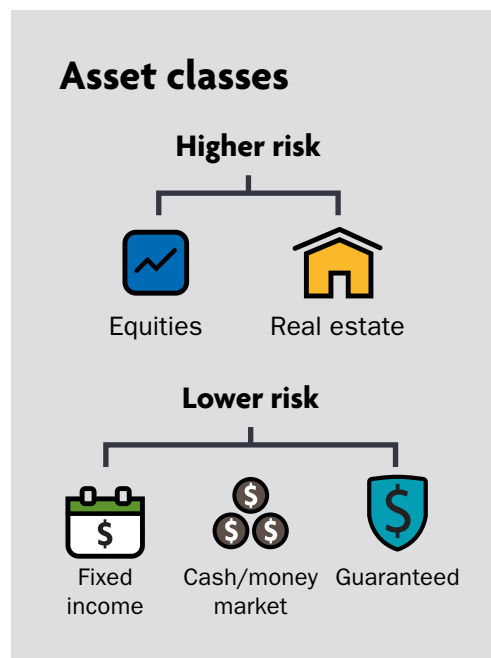 Asset classes
Higher risk
Equities
Real estate
Lower risk
$
$
$ $
$
Fixed
income
Cash/money
market
Guaranteed